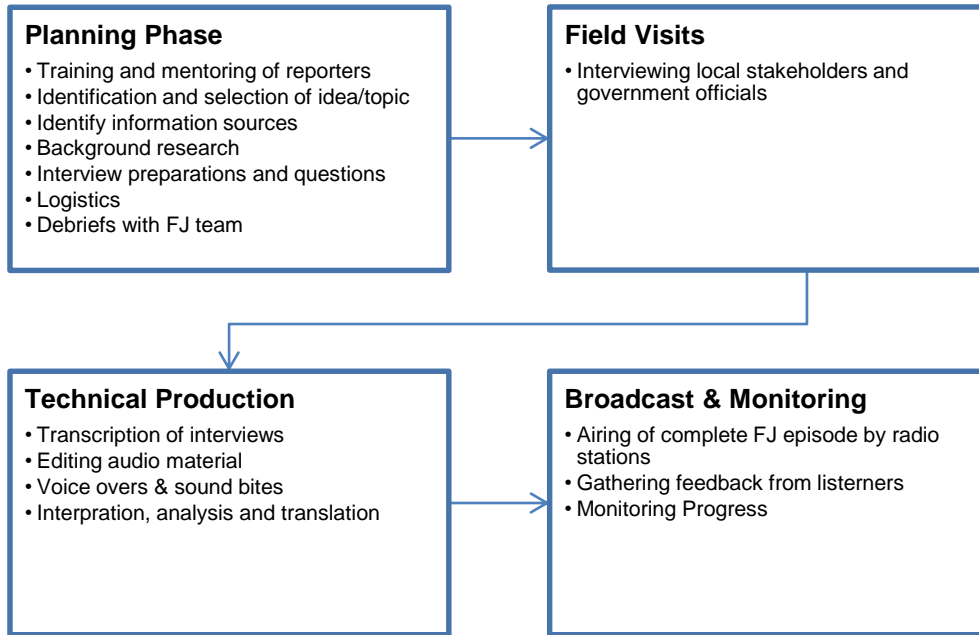 Planning Phase
• Training and mentoring of reporters
• Identification and selection of idea/topic
• Identify information sources
• Background research
• Interview preparations and questions
• Logistics
• Debriefs with FJ team
Field Visits
• Interviewing local stakeholders and
government officials
Technical Production
• Transcription of interviews
• Editing audio material
• Voice overs & sound bites
• Interpration, analysis and translation
Broadcast & Monitoring
• Airing of complete FJ episode by radio
stations
• Gathering feedback from listerners
• Monitoring Progress